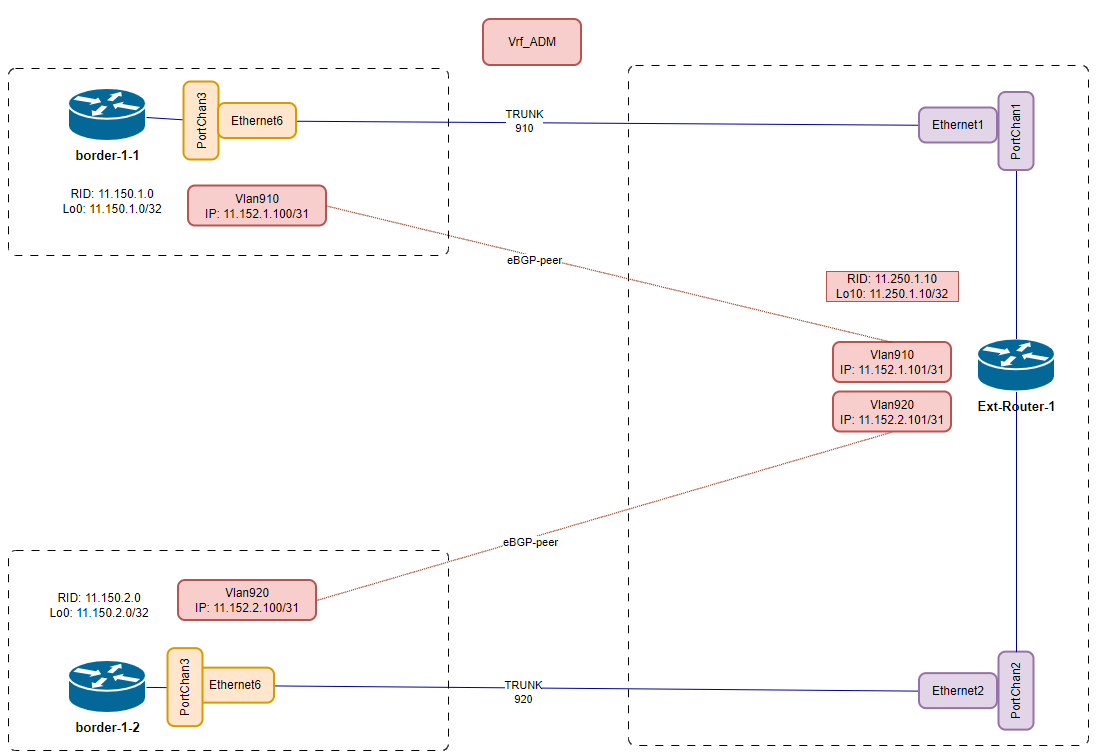 Vrf_ADM
PortChan3
Ethernet6
border-1-1
RID: 11.150.1.0
Lo0: 11.150.1.0/32
Vlan910
IP: 11.152.1.100/31
TRUNK
910
Ethernet1
PortChan1
eBGP-peer
RID: 11.250.1.10
Lo10: 11.250.1.10/32
Vlan910
IP: 11.152.1.101/31
Vlan920
IP: 11.152.2.101/31
Ext-Router-1
eBGP-peer
RID: 11.150.2.0
Lo0: 11.150.2.0/32
Vlan920
IP: 11.152.2.100/31
PortChan3
Ethernet6
border-1-2
TRUNK
920
Ethernet2
PortChan2